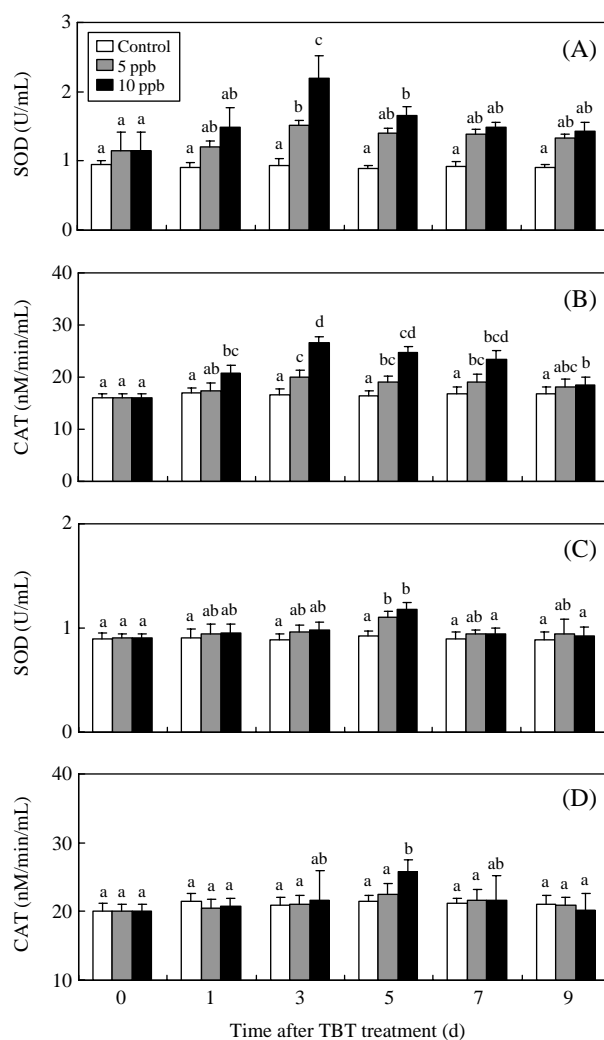 3
Control
5 ppb
10 ppb
(A)
c
ab
b
b
ab
ab
a a a
ab
ab
ab
ab
a
a
a
a
a
2
1
0
SOD (U/mL)
40
(B)
d
cd
bcd
bc
c
bc
bc
abc b
a a a
a ab
a
a
a
a
30
20
10
0
CAT (nM/min/mL)
2
(C)
b b
a a a
a ab ab
a ab ab
a
a ab a
a ab a
1
0
SOD (U/mL)
40
(D)
b
ab
ab
a a a
a a a
a a
a a
a a
a a a
30
20
10
CAT (nM/min/mL)
0 1 3 5 7 9
Time after TBT treatment (d)